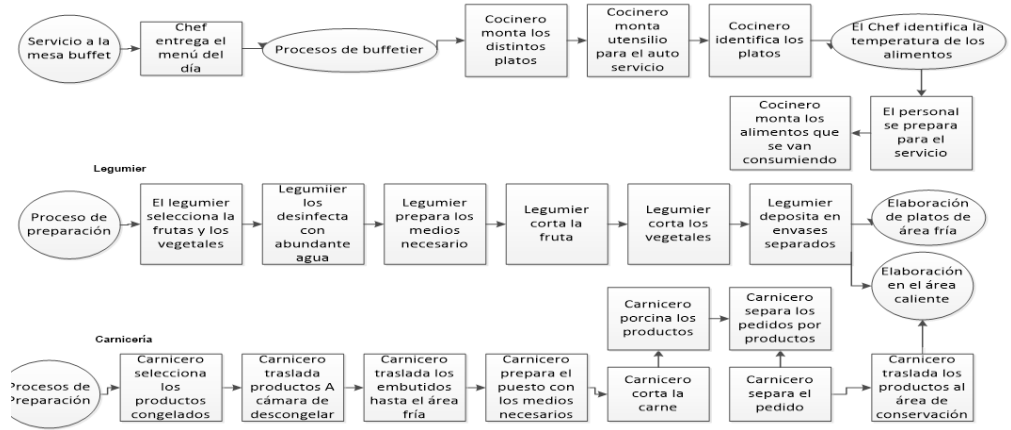 Servicio a la
mesa buffet
Chef
entrega el
menú del
día
Procesos de buffetier
Cocinero
monta los
distintos
platos
Cocinero
monta
utensilio
para el auto
servicio
Cocinero
identifica los
platos
El Chef identifica la
temperatura de los
alimentos
El personal
se prepara
para el
servicio
Cocinero
monta los
alimentos que
se van
consumiendo
Legumier
Proceso de
preparación
El legumier
selecciona la
frutas y los
vegetales
Legumiier
los
desinfecta
con
abundante
agua
Legumier
prepara los
medios
necesario
Legumier
corta la
fruta
Legumier
corta los
vegetales
Legumier
deposita en
envases
separados
Elaboración
de platos de
área fría
Elaboración
en el área
caliente
Carnicería
Procesos de
Preparación
Carnicero
selecciona
los
productos
congelados
Carnicero
traslada
productos A
cámara de
descongelar
Carnicero
traslada los
embutidos
hasta el área
fría
Carnicero
prepara el
puesto con
los medios
necesarios
Carnicero
corta la
carne
Carnicero
porcina los
productos
Carnicero
separa los
pedidos por
productos
Carnicero
separa el
pedido
Carnicero
traslada los
productos al
área de
conservación